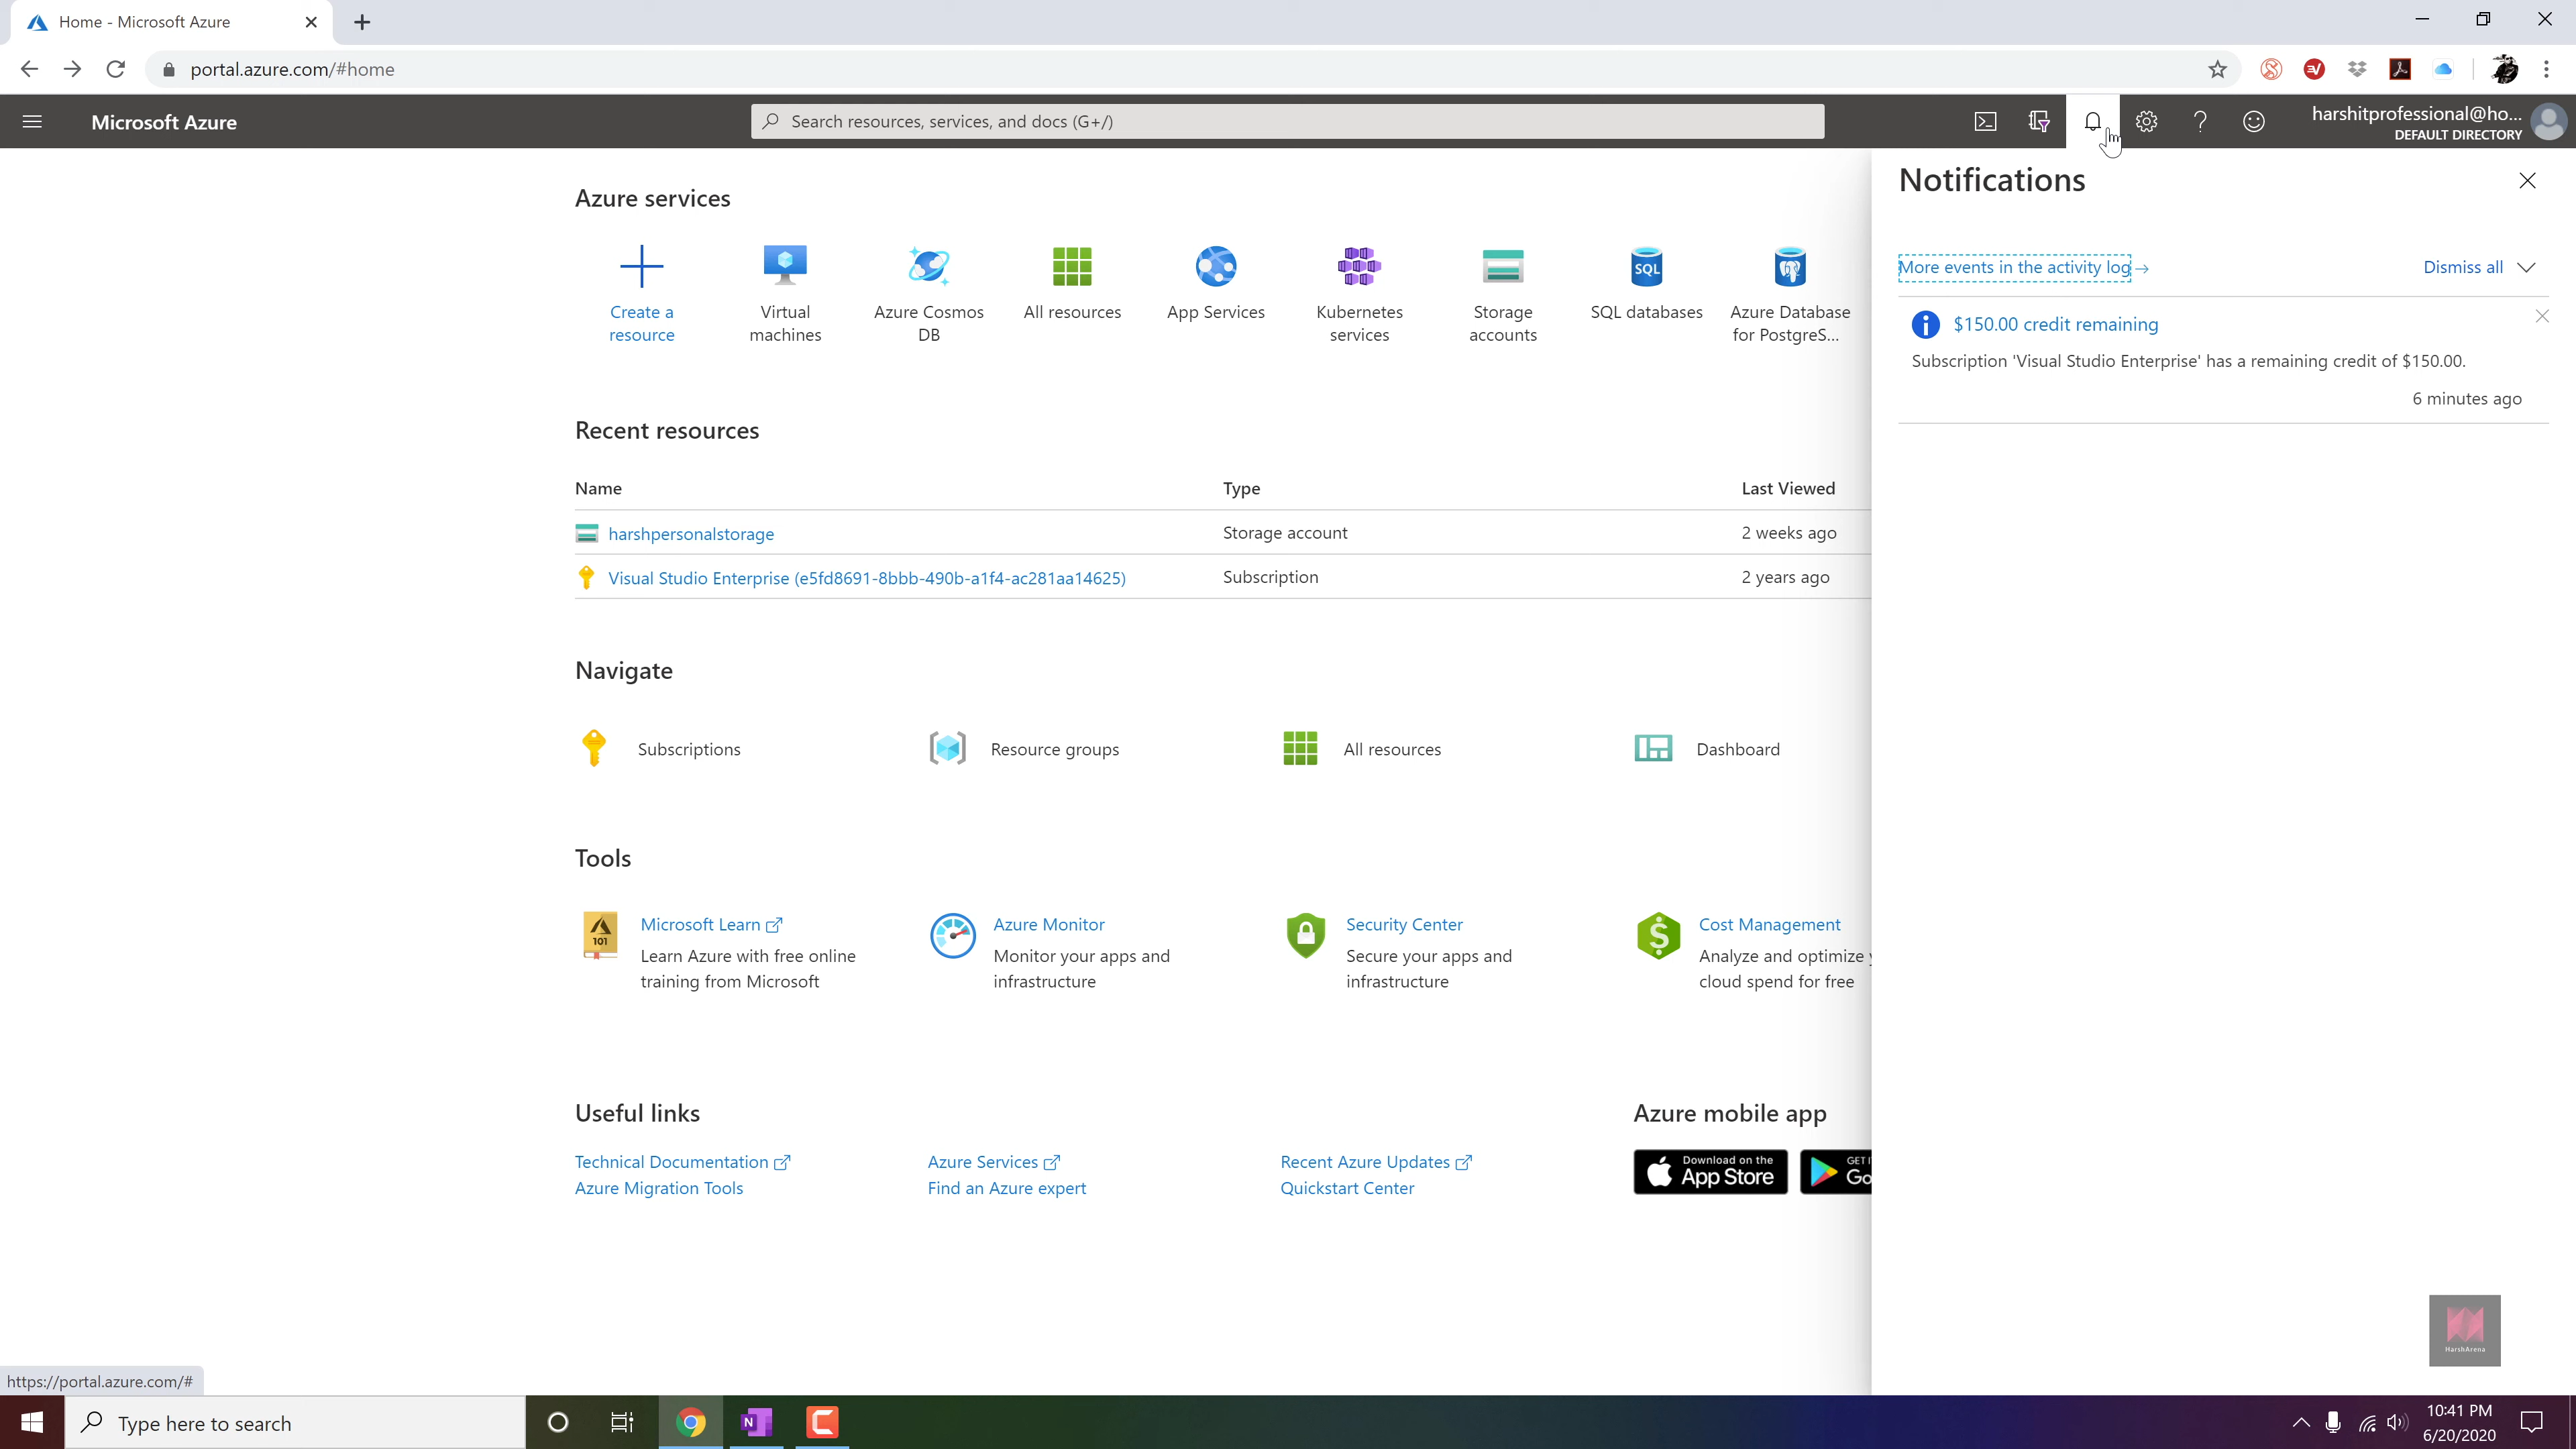 Home - Microsoft Azure
portal.azure.com/#home
Microsoft Azure
Search resources, services, and docs (G+/)
harshitprofessional@ho...
DEFAULT DIRECTORY
Azure services
Create a
resource
Virtual
machines
Azure Cosmos
DB
All resources
App Services
Kubernetes
services
Storage
accounts
SQL
SQL databases
Azure Database
for PostgreS...
Recent resources
Name Type Last Viewed
harshpersonalstorage Storage account 2 weeks ago
Visual Studio Enterprise (e5fd8691-8bbb-490b-a1f4-ac281aa14625) Subscription 2 years ago
Navigate
Subscriptions Resource groups All resources Dashboard
Tools
101
Microsoft Learn
Learn Azure with free online
training from Microsoft
Azure Monitor
Monitor your apps and
infrastructure
Security Center
Secure your apps and
infrastructure
Cost Management
Analyze and optimize
cloud spend for free
Useful links
Technical Documentation
Azure Migration Tools
Azure Services
Find an Azure expert
Recent Azure Updates
Quickstart Center
Azure mobile app
Download on the
App Store
GET I
Go
Notifications
More events in the activity log
Dismiss all
$150.00 credit remaining
Subscription 'Visual Studio Enterprise' has a remaining credit of $150.00.
6 minutes ago
HarshArena
https://portal.azure.com/#
Type here to search
N
10:41 PM
6/20/2020